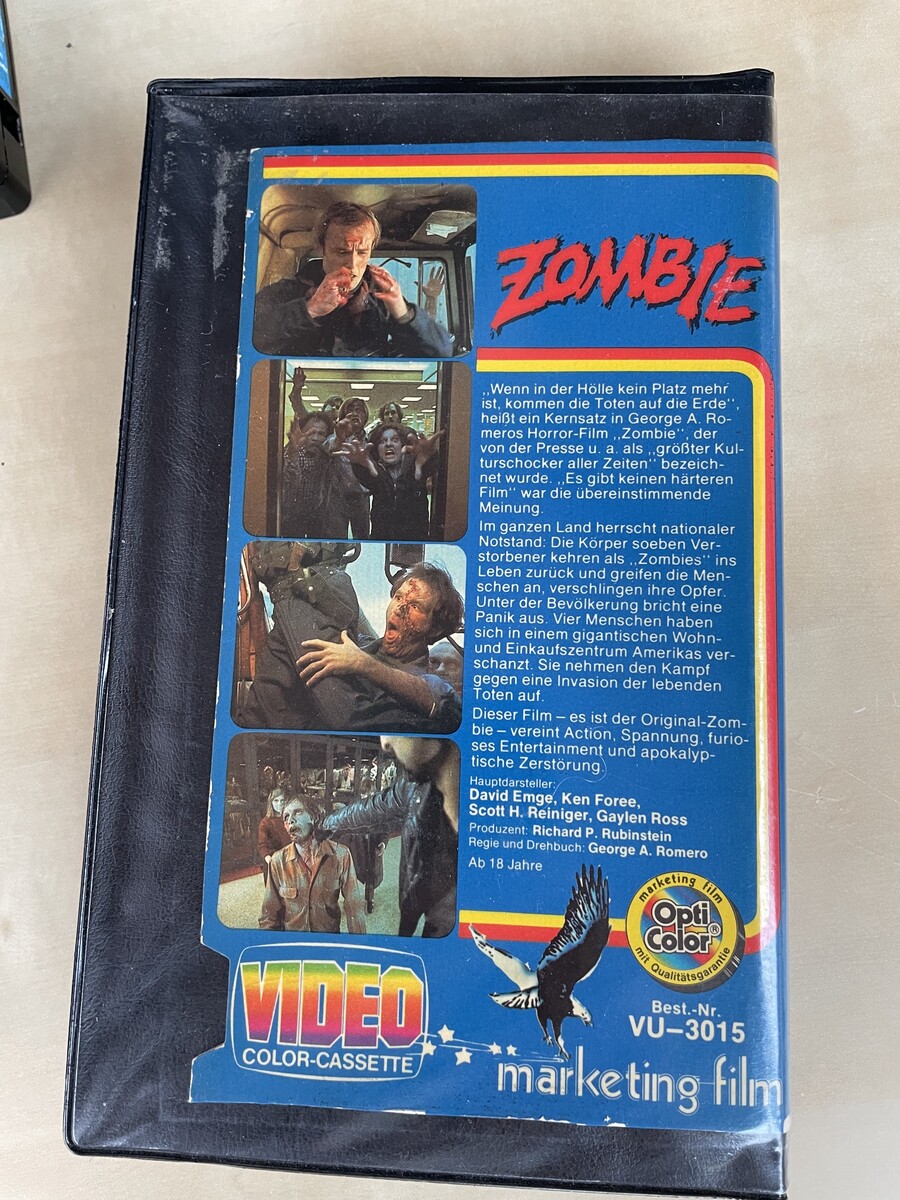 ZOMBIE
„Wenn in der Hölle kein Platz mehr
ist, kommen die Toten auf die Erde“,
heißt ein Kernsatz in George A. Ro-
meros Horror-Film „Zombie“, der
von der Presse u. a. als „größter Kul-
turschocker aller Zeiten“ bezeich-
net wurde. „Es gibt keinen härteren
Film“ war die übereinstimmende
Meinung.
Im ganzen Land herrscht nationaler
Notstand: Die Körper soeben Ver-
storbener kehren als „Zombies“ ins
Leben zurück und greifen die Men-
schen an, verschlingen ihre Opfer.
Unter der Bevölkerung bricht eine
Panik aus. Vier Menschen haben
sich in einem gigantischen Wohn-
und Einkaufszentrum Amerikas ver-
schanzt. Sie nehmen den Kampf
gegen eine Invasion der lebenden
Toten auf.
Dieser Film – es ist der Original-Zom-
bie – vereint Action, Spannung, furio-
ses Entertainment und apokalyp-
tische Zerstörung.
Hauptdarsteller:
David Emge, Ken Foree,
Scott H. Reiniger, Gaylen Ross
Produzent: Richard P. Rubinstein
Regie und Drehbuch: George A. Romero
Ab 18 Jahre
marketing film
Opti
Color®
mit Qualitätsgarantie
Best.-Nr.
VU–3015
VIDEO
COLOR-CASSETTE
marketing film